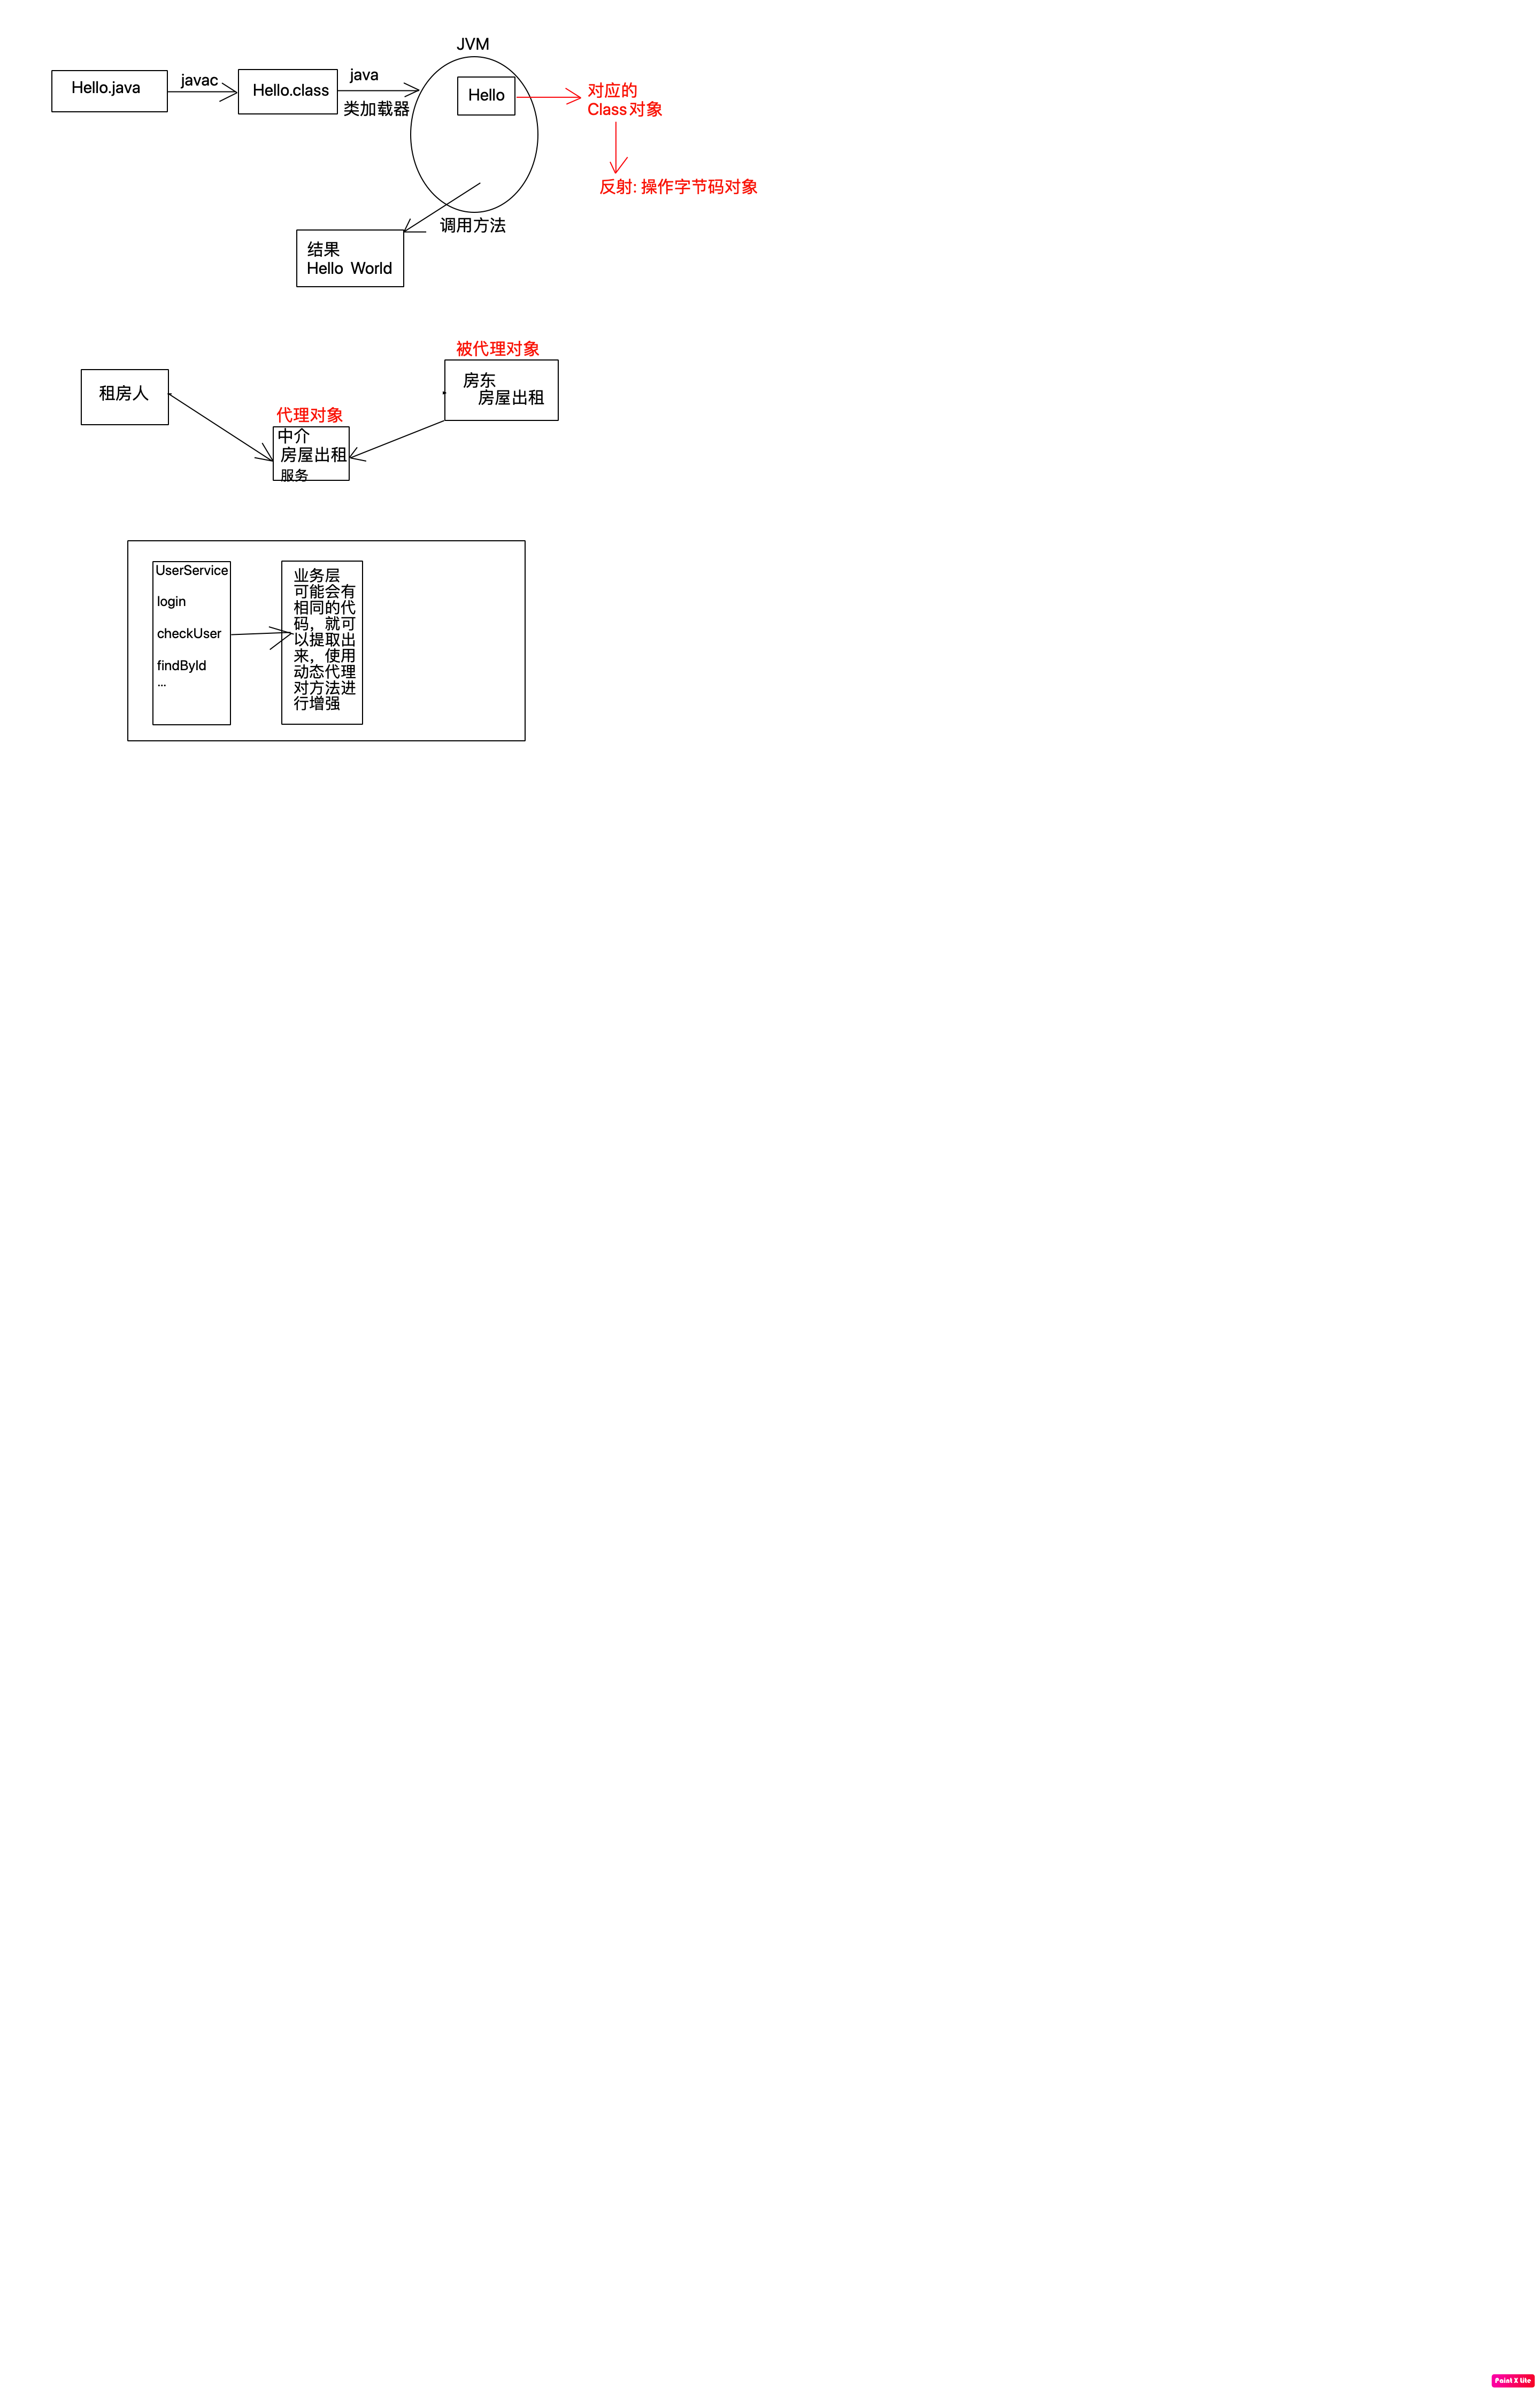 JVM
Hello.java
javac
Hello.class
java
类加载器
Hello
对应的
Class对象
反射: 操作字节码对象
调用方法
结果
Hello World
被代理对象
租房人
房东
房屋出租
代理对象
中介
房屋出租
服务
UserService
login
checkUser
findById
...
业务层
可能会有
相同的代
码，就可
以提取出
来，使用
动态代理
对方法进
行增强
Paint X lite